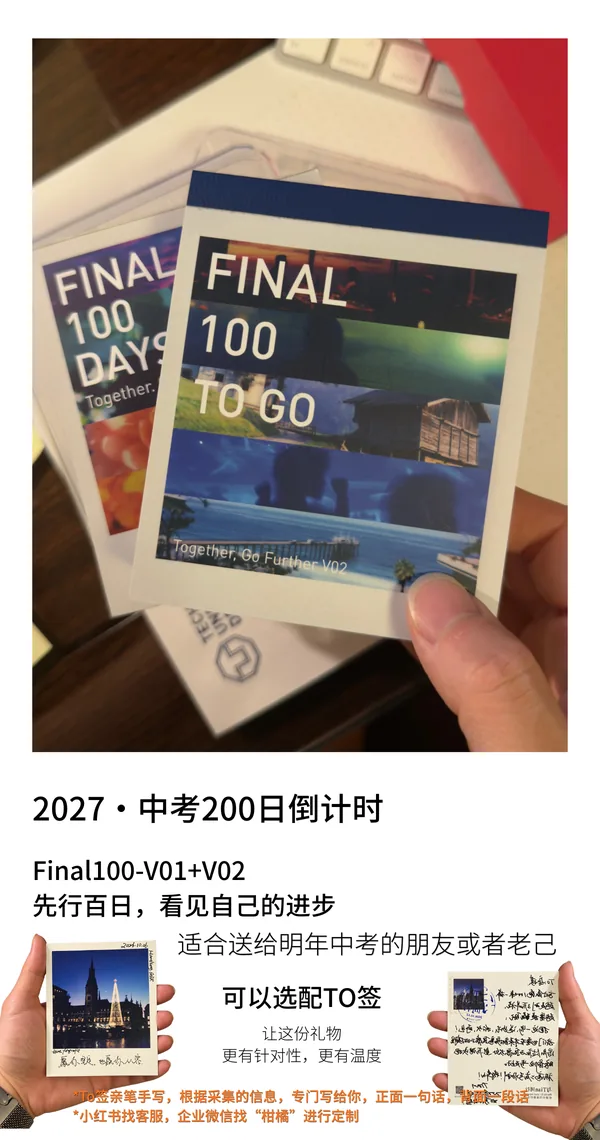 FINAL
100
DAYS
Together.
FINAL
100
TO GO
Together, Go Further V02
2027·中考200日倒计时
Final100-V01+V02
先行百日，看见自己的进步
适合送给明年中考的朋友或者老己
可以选配TO签
让这份礼物
更有针对性，更有温度
*To签亲笔手写，根据采集的信息，专门写给你，正面一句话，背面一段话
*小红书找客服，企业微信找“柑橘”进行定制